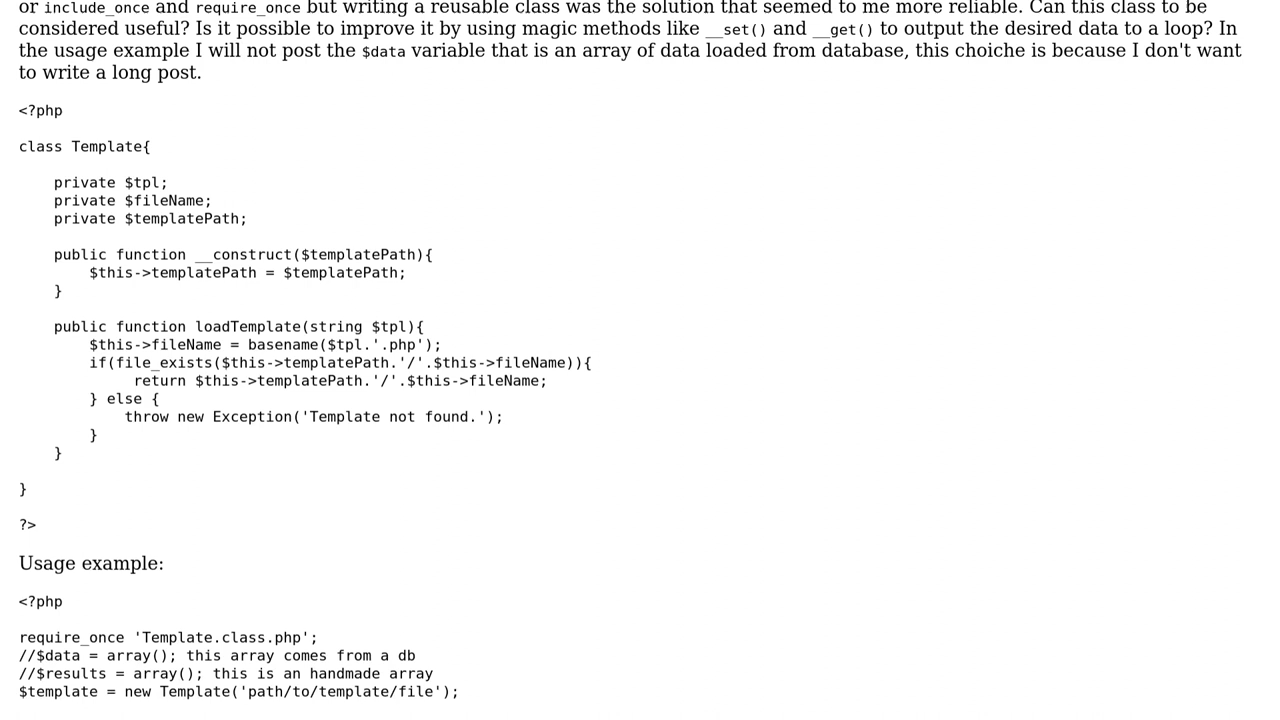 or include_once and require_once but writing a reusable class was the solution that seemed to me more reliable. Can this class to be
considered useful? Is it possible to improve it by using magic methods like __set() and __get() to output the desired data to a loop? In
the usage example I will not post the $data variable that is an array of data loaded from database, this choiche is because I don't want
to write a long post.
<?php
class Template{
    private $tpl;
    private $fileName;
    private $templatePath;
    public function __construct($templatePath){
        $this->templatePath = $templatePath;
    }
    public function loadTemplate(string $tpl){
        $this->fileName = basename($tpl.'.php');
        if(file_exists($this->templatePath.'/'.$this->fileName)){
             return $this->templatePath.'/'.$this->fileName;
        } else {
            throw new Exception('Template not found.');
        }
    }
}
?>
Usage example:
<?php
require_once 'Template.class.php';
//$data = array(); this array comes from a db
//$results = array(); this is an handmade array
$template = new Template('path/to/template/file');